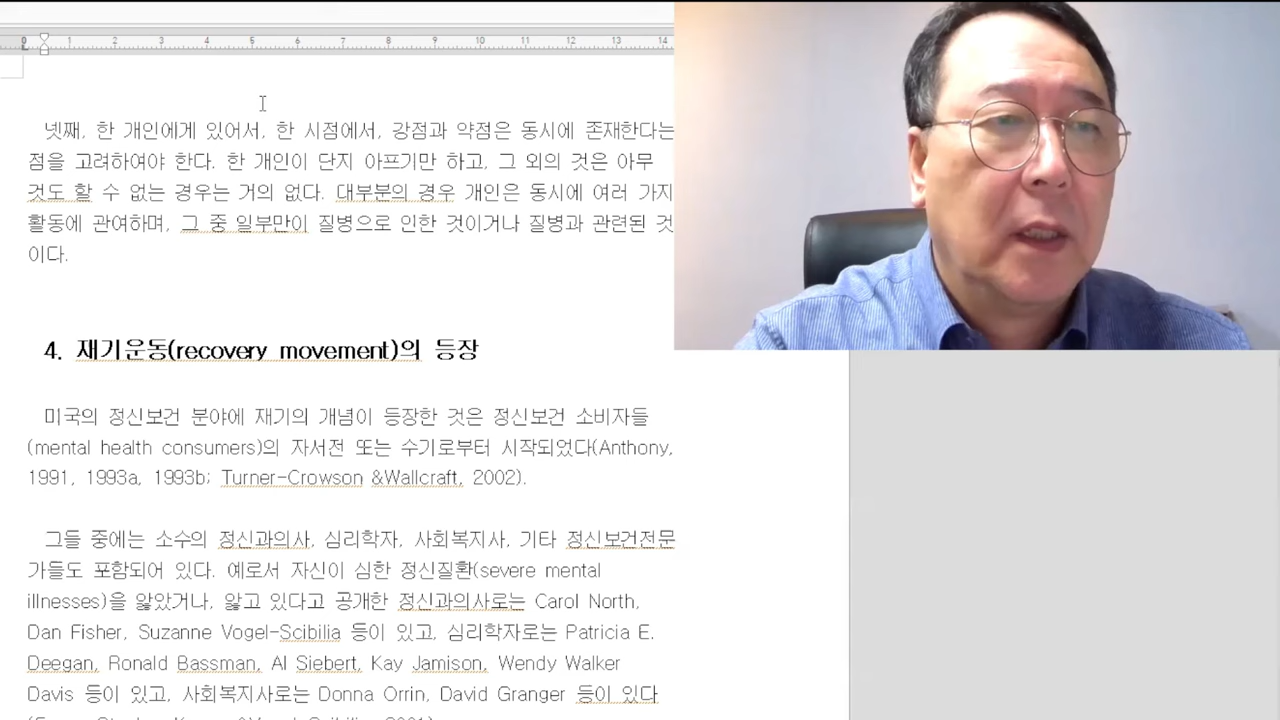 0 1 2 3 4 5 6 7 8 9 10 11 12 13 14
넷째, 한 개인에게 있어서, 한 시점에서, 강점과 약점은 동시에 존재한다는
점을 고려하여야 한다. 한 개인이 단지 아프기만 하고, 그 외의 것은 아무
것도 할 수 없는 경우는 거의 없다. 대부분의 경우 개인은 동시에 여러 가지
활동에 관여하며, 그 중 일부만이 질병으로 인한 것이거나 질병과 관련된 것
이다.
4. 재기운동(recovery movement)의 등장
미국의 정신보건 분야에 재기의 개념이 등장한 것은 정신보건 소비자들
(mental health consumers)의 자서전 또는 수기로부터 시작되었다(Anthony,
1991, 1993a, 1993b; Turner-Crowson &Wallcraft, 2002).
그들 중에는 소수의 정신과의사, 심리학자, 사회복지사, 기타 정신보건전문
가들도 포함되어 있다. 예로서 자신이 심한 정신질환(severe mental
illnesses)을 앓았거나, 앓고 있다고 공개한 정신과의사로는 Carol North,
Dan Fisher, Suzanne Vogel-Scibilia 등이 있고, 심리학자로는 Patricia E.
Deegan, Ronald Bassman, Al Siebert, Kay Jamison, Wendy Walker
Davis 등이 있고, 사회복지사로는 Donna Orrin, David Granger 등이 있다